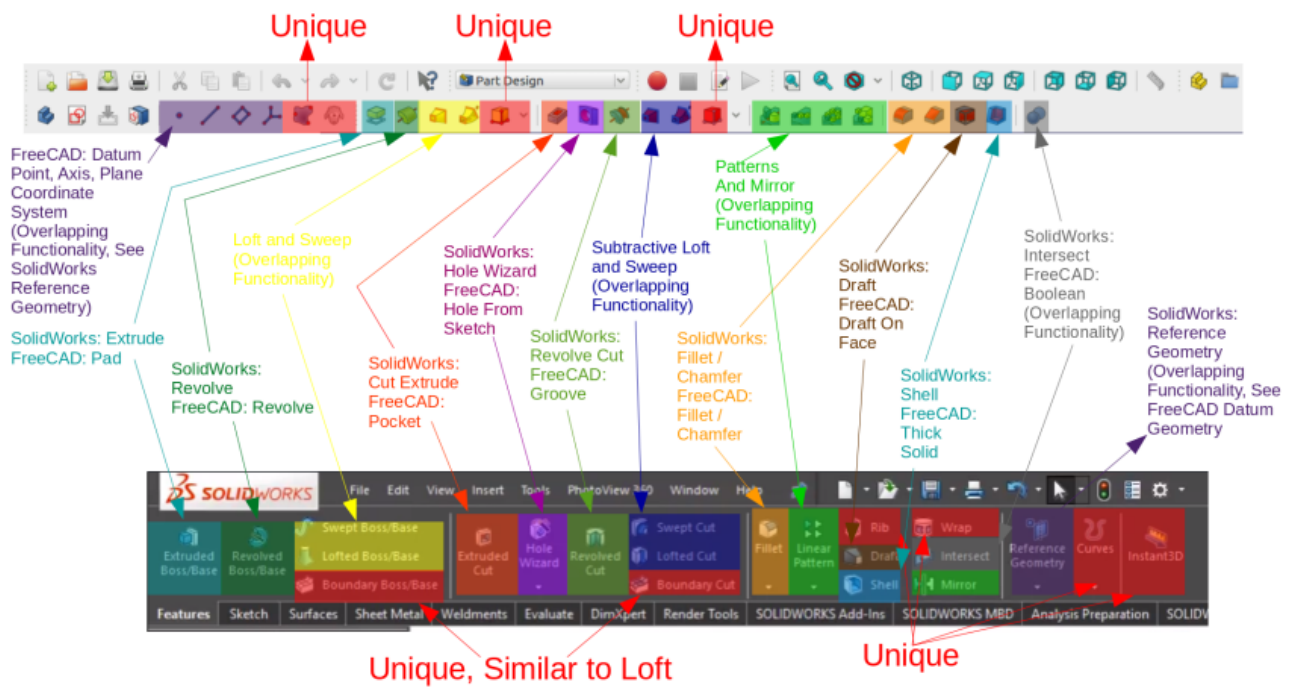 Unique
Unique
Unique
Part Design
FreeCAD: Datum
Point, Axis, Plane
Coordinate
System
(Overlapping
Functionality, See
SolidWorks
Reference
Geometry)
SolidWorks: Extrude
FreeCAD: Pad
SolidWorks:
Revolve
FreeCAD: Revolve
Loft and Sweep
(Overlapping
Functionality)
SolidWorks:
Cut Extrude
FreeCAD:
Pocket
SolidWorks:
Hole Wizard
FreeCAD:
Hole From
Sketch
SolidWorks:
Revolve Cut
FreeCAD:
Groove
Subtractive Loft
and Sweep
(Overlapping
Functionality)
Patterns
And Mirror
(Overlapping
Functionality)
SolidWorks:
Fillet /
Chamfer
FreeCAD:
Fillet /
Chamfer
SolidWorks:
Draft
FreeCAD:
Draft On
Face
SolidWorks:
Shell
FreeCAD:
Thick
Solid
SolidWorks:
Intersect
FreeCAD:
Boolean
(Overlapping
Functionality)
SolidWorks:
Reference
Geometry
(Overlapping
Functionality, See
FreeCAD Datum
Geometry
SOLIDWORKS
File Edit View Insert Tools PhotoView 360 Window Help
Extruded
Boss/Base
Revolved
Boss/Base
Swept Boss/Base
Lofted Boss/Base
Boundary Boss/Base
Extruded
Cut
Hole
Wizard
Revolved
Cut
Swept Cut
Lofted Cut
Boundary Cut
Fillet
Linear
Pattern
Rib
Draft
Shell
Wrap
Intersect
Mirror
Reference
Geometry
Curves
Instant3D
Features Sketch Surfaces Sheet Metal Weldments Evaluate DimXpert Render Tools SOLIDWORKS Add-Ins SOLIDWORKS MBD Analysis Preparation
Unique, Similar to Loft
Unique